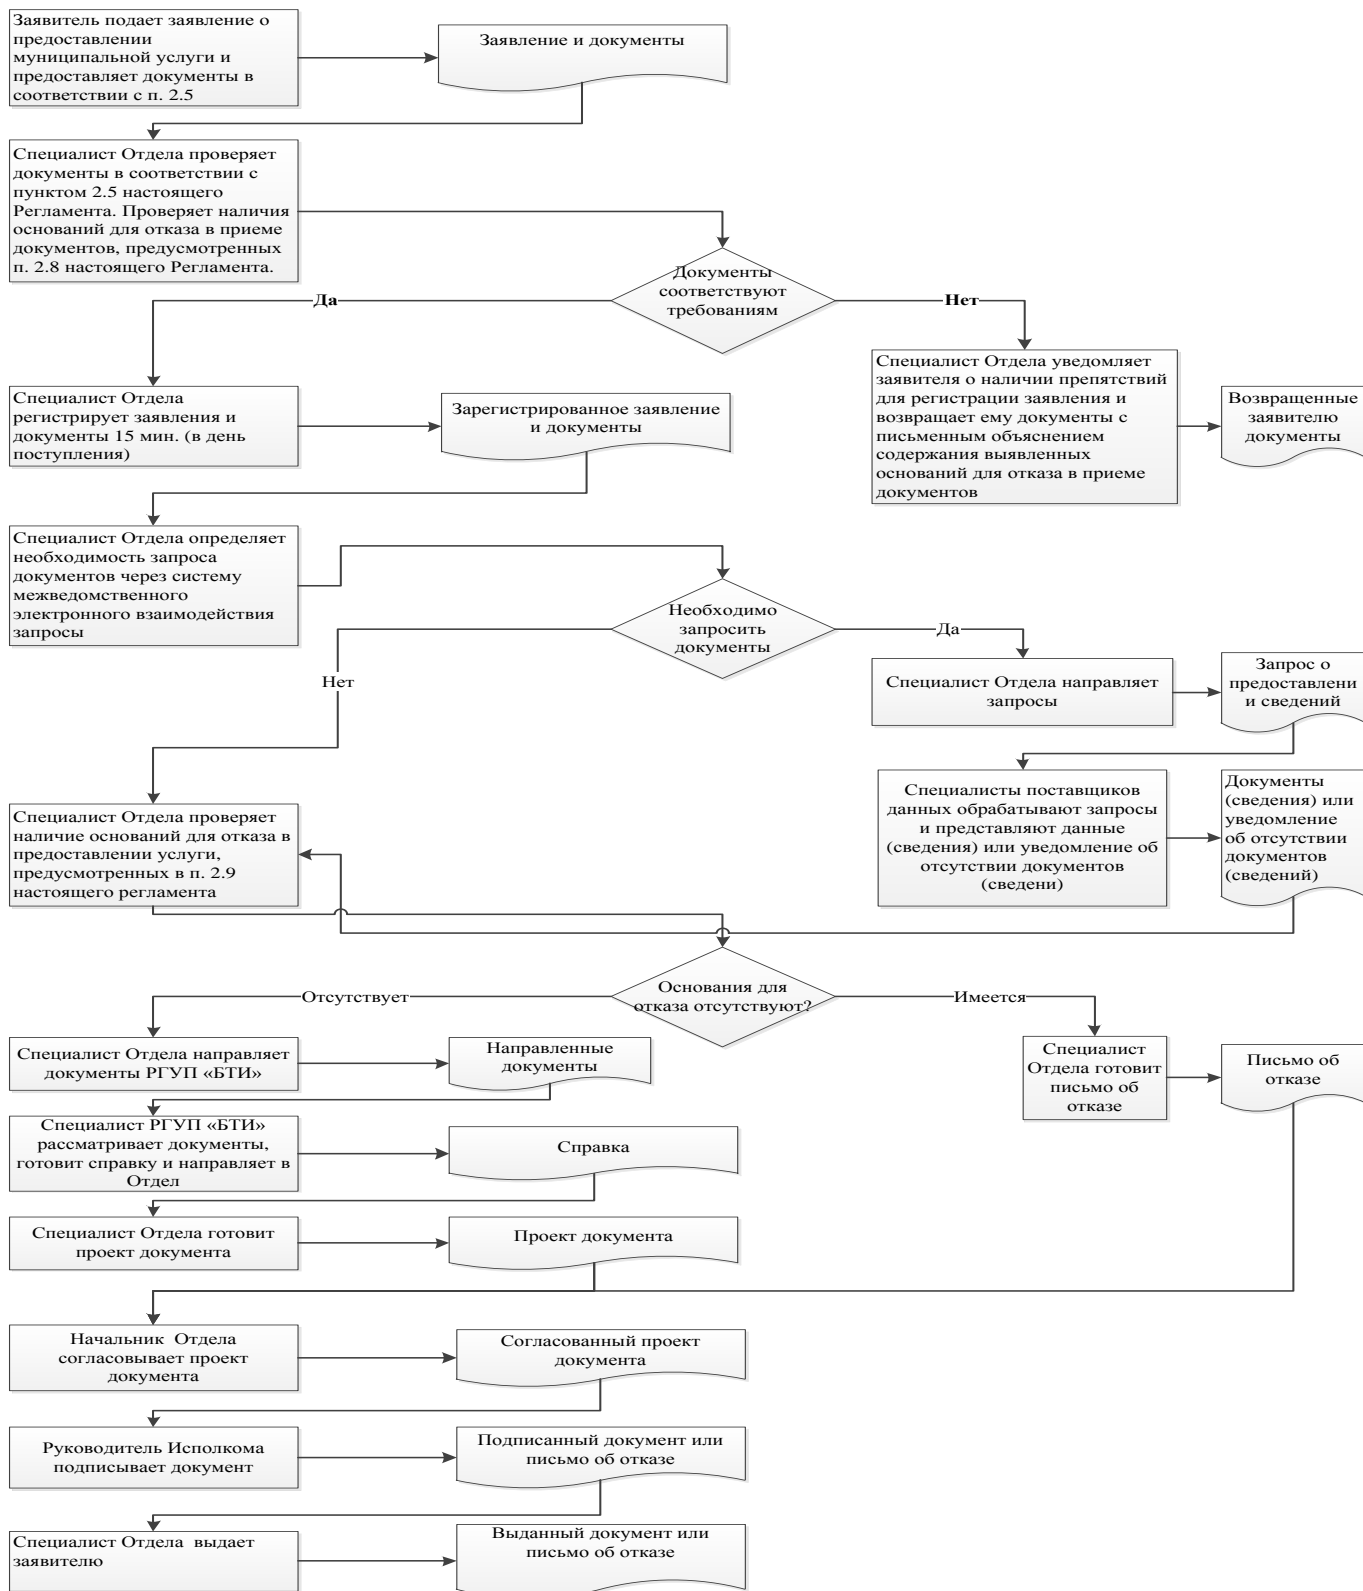 Заявитель подает заявление о
предоставлении
муниципальной услуги и
предоставляет документы в
соответствии с п. 2.5
Заявление и документы
Специалист Отдела проверяет
документы в соответствии с
пунктом 2.5 настоящего
Регламента. Проверяет наличия
оснований для отказа в приеме
документов, предусмотренных
п. 2.8 настоящего Регламента.
Документы
соответствуют
требованиям
Да
Нет
Специалист Отдела
регистрирует заявления и
документы 15 мин. (в день
поступления)
Зарегистрированное заявление
и документы
Специалист Отдела уведомляет
заявителя о наличии препятствий
для регистрации заявления и
возвращает ему документы с
письменным объяснением
содержания выявленных
оснований для отказа в приеме
документов
Возвращенные
заявителю
документы
Специалист Отдела определяет
необходимость запроса
документов через систему
межведомственного
электронного взаимодействия
запросы
Необходимо
запросить
документы
Да
Нет
Специалист Отдела направляет
запросы
Запрос о
предоставлени
и сведений
Специалисты поставщиков
данных обрабатывают запросы
и представляют данные
(сведения) или уведомление об
отсутствии документов
(сведени)
Документы
(сведения) или
уведомление
об отсутствии
документов
(сведений)
Специалист Отдела проверяет
наличие оснований для отказа в
предоставлении услуги,
предусмотренных в п. 2.9
настоящего регламента
Основания для
отказа отсутствуют?
Отсутствует
Имеется
Специалист Отдела направляет
документы РГУП «БТИ»
Направленные
документы
Специалист
Отдела готовит
письмо об
отказе
Письмо об
отказе
Специалист РГУП «БТИ»
рассматривает документы,
готовит справку и направляет в
Отдел
Справка
Специалист Отдела готовит
проект документа
Проект документа
Начальник  Отдела
согласовывает проект
документа
Согласованный проект
документа
Руководитель Исполкома
подписывает документ
Подписанный документ или
письмо об отказе
Специалист Отдела  выдает
заявителю
Выданный документ или
письмо об отказе